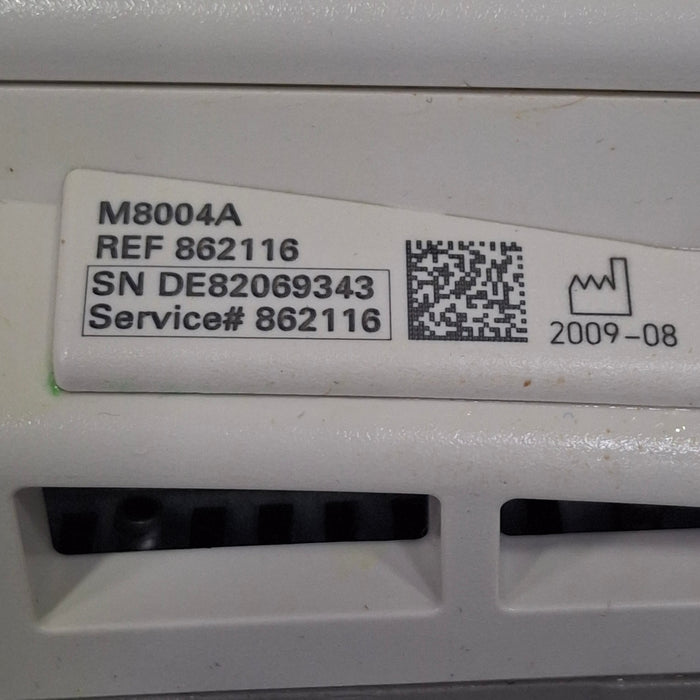 M8004A
REF 862116
SN DE82069343
Service# 862116
2009-08